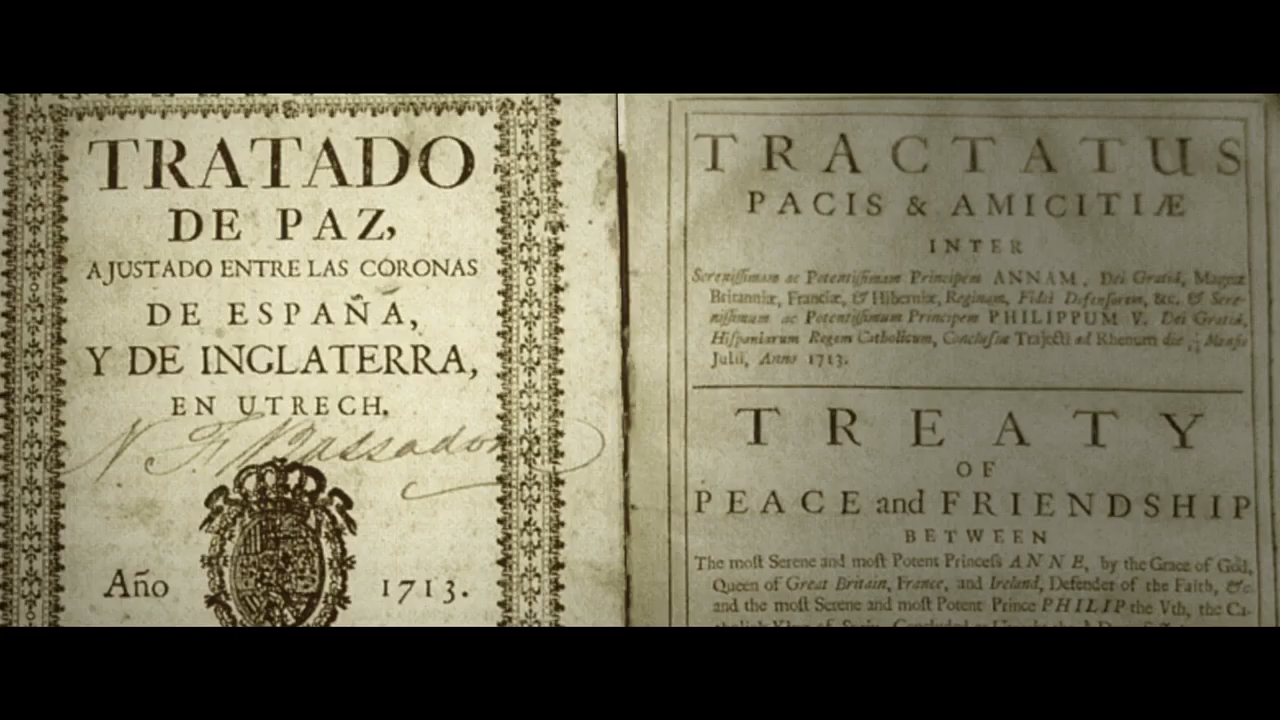 TRATADO
DE PAZ,
AJUSTADO ENTRE LAS CORONAS
DE ESPAÑA,
Y DE INGLATERRA,
EN UTRECH.
Año 1713.
TRACTATUS
PACIS & AMICITIÆ
INTER
Sereniſſimam ac Potentiſſimam Principem ANNAM, Dei Gratiâ, Magnæ
Britanniæ, Franciæ, & Hiberniæ, Reginam, Fidei Defenſorem, &c. & Sere-
niſſimum ac Potentiſſimum Principem PHILIPPUM V. Dei Gratiâ,
Hiſpaniarum Regem Catholicum, Concluſus Trajecti ad Rhenum die Menſis
Julii, Anno 1713.
TREATY
OF
PEACE and FRIENDSHIP
BETWEEN
The moſt Serene and moſt Potent Princeſs ANNE, by the Grace of God,
Queen of Great Britain, France, and Ireland, Defender of the Faith, &c.
and the moſt Serene and moſt Potent Prince PHILIP the Vth, the Ca-